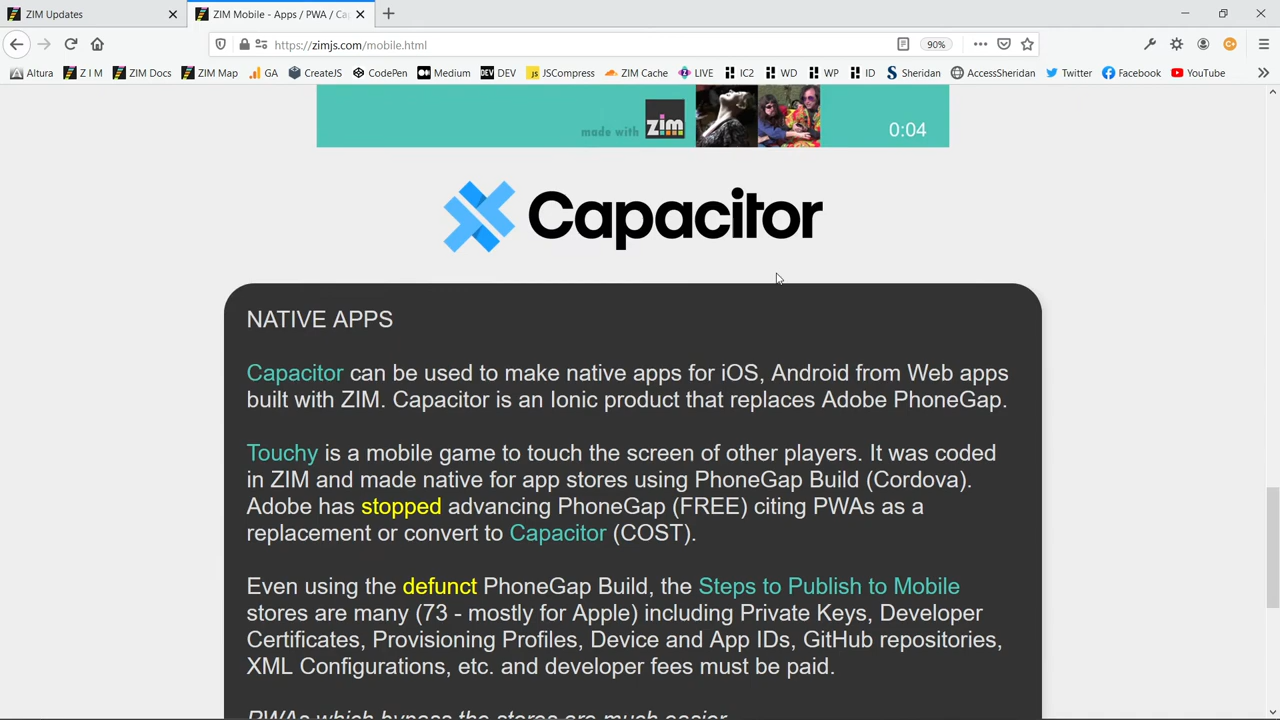 ZIM Updates
ZIM Mobile - Apps / PWA / Ca
https://zimjs.com/mobile.html
90%
Altura
Z I M
ZIM Docs
ZIM Map
GA
CreateJS
CodePen
Medium
DEV
JSCompress
ZIM Cache
LIVE
IC2
WD
WP
ID
Sheridan
AccessSheridan
Twitter
Facebook
YouTube
made with zim
0:04
Capacitor
NATIVE APPS
Capacitor can be used to make native apps for iOS, Android from Web apps
built with ZIM. Capacitor is an Ionic product that replaces Adobe PhoneGap.
Touchy is a mobile game to touch the screen of other players. It was coded
in ZIM and made native for app stores using PhoneGap Build (Cordova).
Adobe has stopped advancing PhoneGap (FREE) citing PWAs as a
replacement or convert to Capacitor (COST).
Even using the defunct PhoneGap Build, the Steps to Publish to Mobile
stores are many (73 - mostly for Apple) including Private Keys, Developer
Certificates, Provisioning Profiles, Device and App IDs, GitHub repositories,
XML Configurations, etc. and developer fees must be paid.
PWAs which bypass the stores are much easier